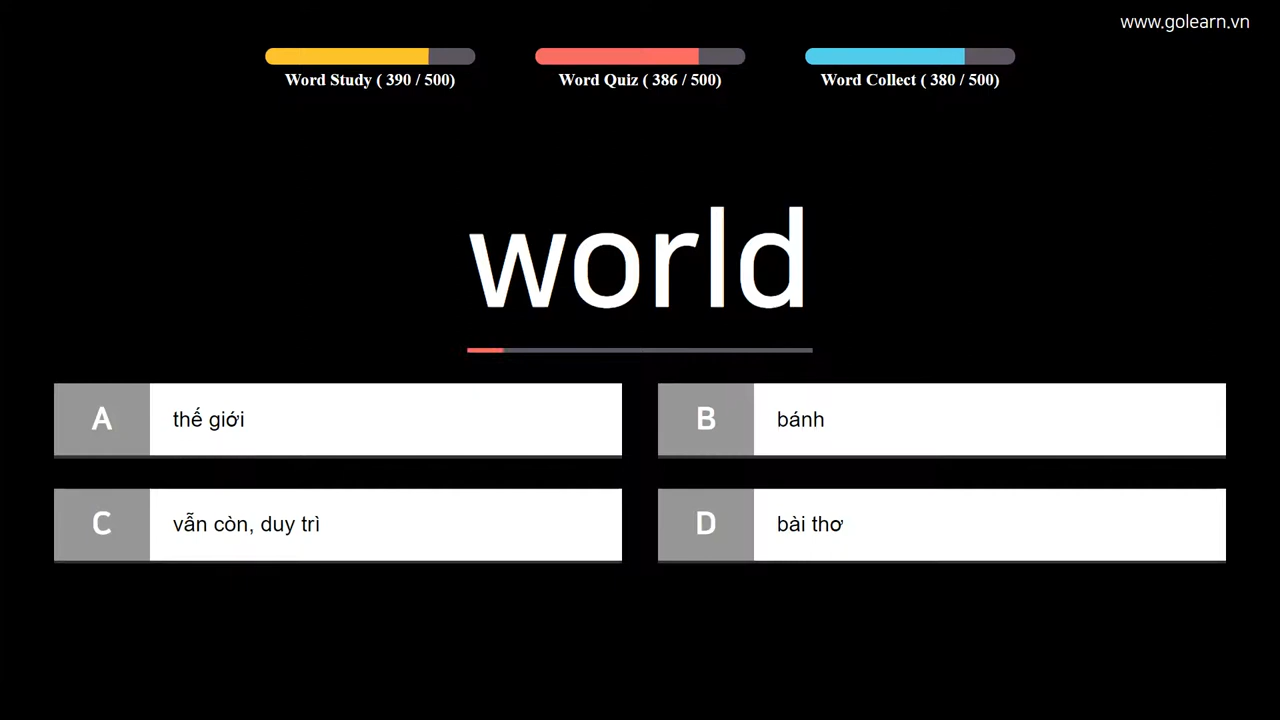 www.golearn.vn
Word Study ( 390 / 500)
Word Quiz ( 386 / 500)
Word Collect ( 380 / 500)
world
A thế giới
B bánh
C vẫn còn, duy trì
D bài thơ